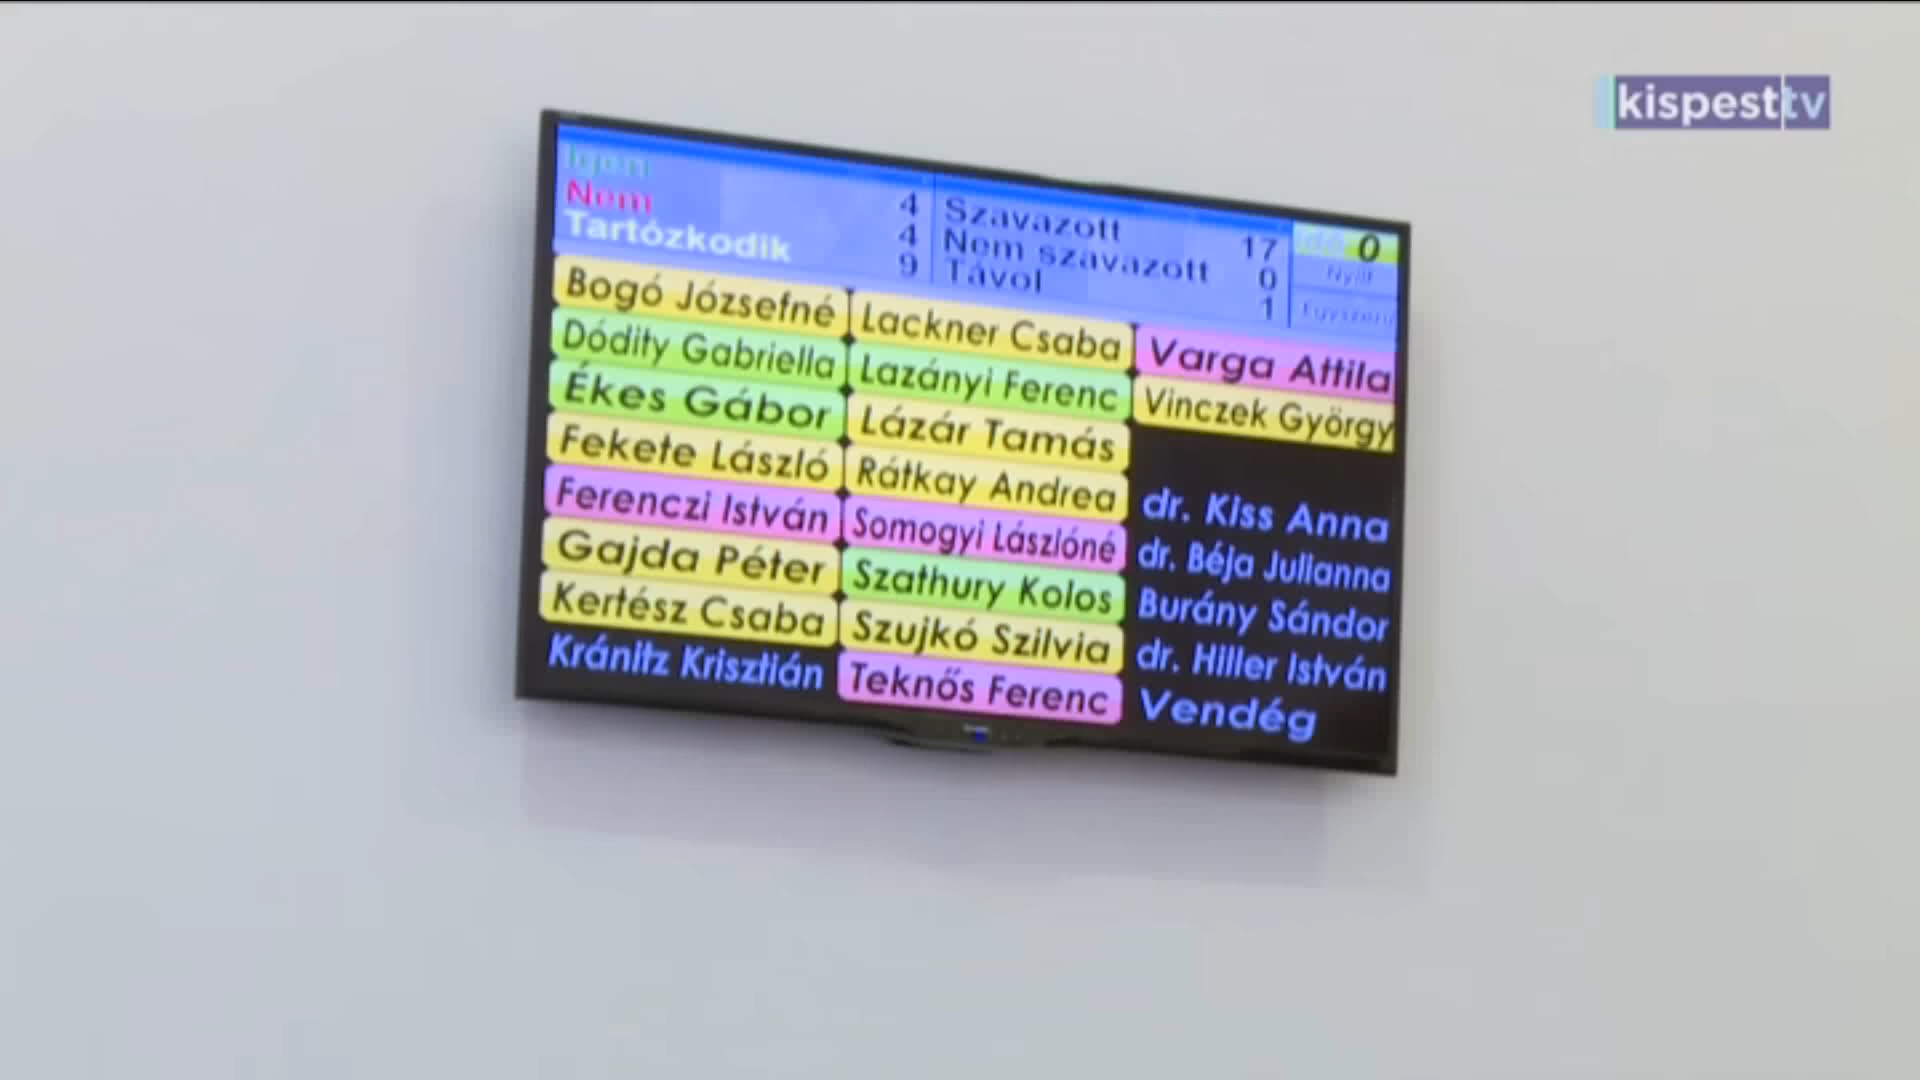 kispest tv
Igen 4
Nem 4
Tartózkodik 9
Szavazott 17
Nem szavazott 0
Távol 1
Idő 0
Nyílt
Egyszerű
Bogó Józsefné
Dódity Gabriella
Ékes Gábor
Fekete László
Ferenczi István
Gajda Péter
Kertész Csaba
Kránitz Krisztián
Lackner Csaba
Lazányi Ferenc
Lázár Tamás
Rátkay Andrea
Somogyi Lászlóné
Szathury Kolos
Szujkó Szilvia
Teknős Ferenc
Varga Attila
Vinczek György
dr. Kiss Anna
dr. Béja Julianna
Burány Sándor
dr. Hiller István
Vendég